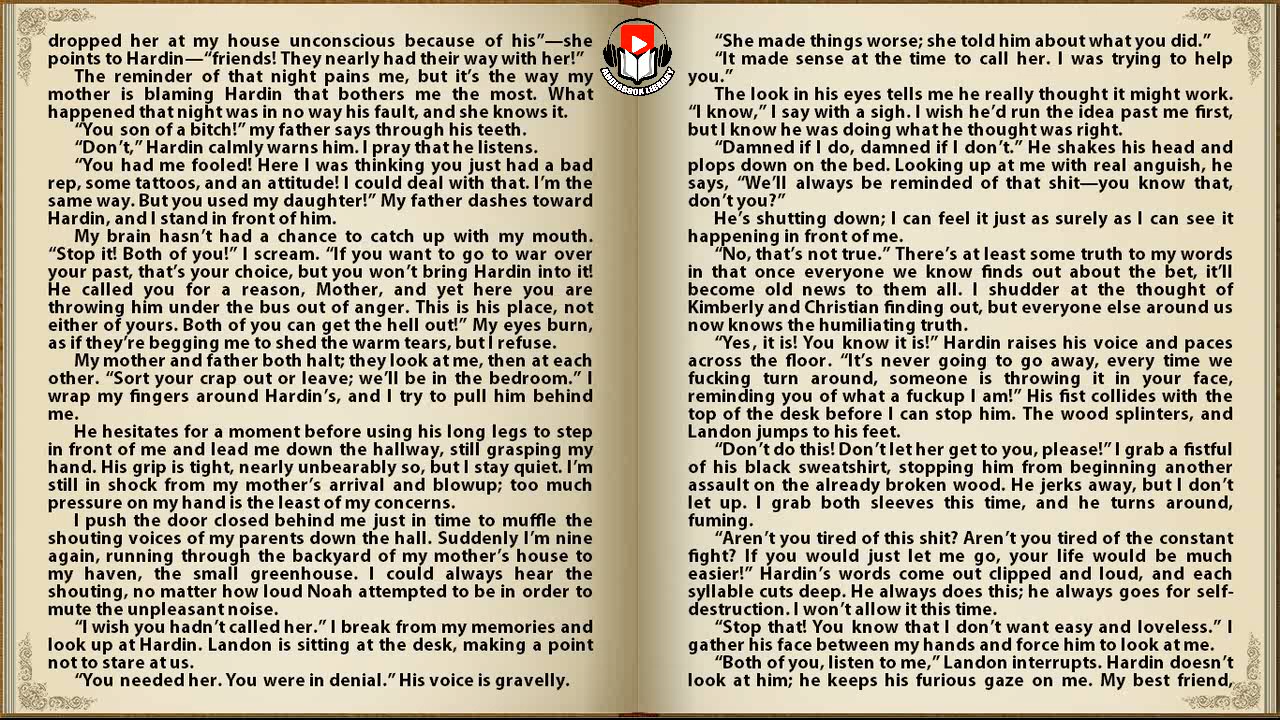 dropped her at my house unconscious because of his”—she
points to Hardin—“friends! They nearly had their way with her!”
The reminder of that night pains me, but it’s the way my
mother is blaming Hardin that bothers me the most. What
happened that night was in no way his fault, and she knows it.
“You son of a bitch!” my father says through his teeth.
“Don’t,” Hardin calmly warns him. I pray that he listens.
“You had me fooled! Here I was thinking you just had a bad
rep, some tattoos, and an attitude! I could deal with that. I’m the
same way. But you used my daughter!” My father dashes toward
Hardin, and I stand in front of him.
My brain hasn’t had a chance to catch up with my mouth.
“Stop it! Both of you!” I scream. “If you want to go to war over
your past, that’s your choice, but you won’t bring Hardin into it!
He called you for a reason, Mother, and yet here you are
throwing him under the bus out of anger. This is his place, not
either of yours. Both of you can get the hell out!” My eyes burn,
as if they’re begging me to shed the warm tears, but I refuse.
My mother and father both halt; they look at me, then at each
other. “Sort your crap out or leave; we’ll be in the bedroom.” I
wrap my fingers around Hardin’s, and I try to pull him behind
me.
He hesitates for a moment before using his long legs to step
in front of me and lead me down the hallway, still grasping my
hand. His grip is tight, nearly unbearably so, but I stay quiet. I’m
still in shock from my mother’s arrival and blowup; too much
pressure on my hand is the least of my concerns.
I push the door closed behind me just in time to muffle the
shouting voices of my parents down the hall. Suddenly I’m nine
again, running through the backyard of my mother’s house to
my haven, the small greenhouse. I could always hear the
shouting, no matter how loud Noah attempted to be in order to
mute the unpleasant noise.
“I wish you hadn’t called her.” I break from my memories and
look up at Hardin. Landon is sitting at the desk, making a point
not to stare at us.
“You needed her. You were in denial.” His voice is gravelly.
AUDIOBOOK LIBRARY
“She made things worse; she told him about what you did.”
“It made sense at the time to call her. I was trying to help
you.”
The look in his eyes tells me he really thought it might work.
“I know,” I say with a sigh. I wish he’d run the idea past me first,
but I know he was doing what he thought was right.
“Damned if I do, damned if I don’t.” He shakes his head and
plops down on the bed. Looking up at me with real anguish, he
says, “We’ll always be reminded of that shit—you know that,
don’t you?”
He’s shutting down; I can feel it just as surely as I can see it
happening in front of me.
“No, that’s not true.” There’s at least some truth to my words
in that once everyone we know finds out about the bet, it’ll
become old news to them all. I shudder at the thought of
Kimberly and Christian finding out, but everyone else around us
now knows the humiliating truth.
“Yes, it is! You know it is!” Hardin raises his voice and paces
across the floor. “It’s never going to go away, every time we
fucking turn around, someone is throwing it in your face,
reminding you of what a fuckup I am!” His fist collides with the
top of the desk before I can stop him. The wood splinters, and
Landon jumps to his feet.
“Don’t do this! Don’t let her get to you, please!” I grab a fistful
of his black sweatshirt, stopping him from beginning another
assault on the already broken wood. He jerks away, but I don’t
let up. I grab both sleeves this time, and he turns around,
fuming.
“Aren’t you tired of this shit? Aren’t you tired of the constant
fight? If you would just let me go, your life would be much
easier!” Hardin’s words come out clipped and loud, and each
syllable cuts deep. He always does this; he always goes for self-
destruction. I won’t allow it this time.
“Stop that! You know that I don’t want easy and loveless.” I
gather his face between my hands and force him to look at me.
“Both of you, listen to me,” Landon interrupts. Hardin doesn’t
look at him; he keeps his furious gaze on me. My best friend,